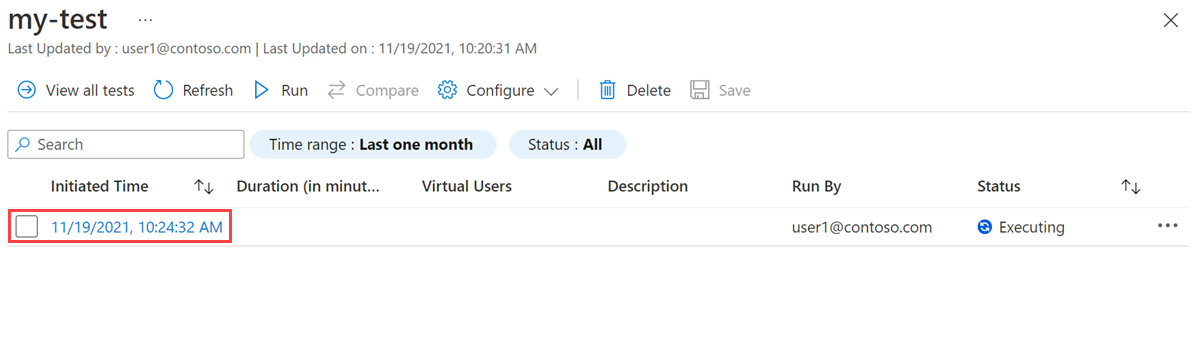 my-test ...
Last Updated by : user1@contoso.com | Last Updated on : 11/19/2021, 10:20:31 AM
View all tests Refresh Run Compare Configure Delete Save
Search Time range : Last one month Status : All
Initiated Time Duration (in minut... Virtual Users Description Run By Status
11/19/2021, 10:24:32 AM user1@contoso.com Executing ...